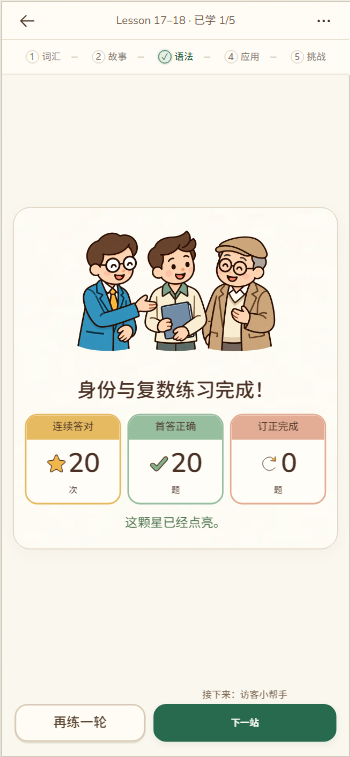 Lesson 17–18 · 已学 1/5
1 词汇 – 2 故事 – ✓ 语法 – 4 应用 – 5 挑战
身份与复数练习完成！
连续答对 首答正确 订正完成
20 20 0
次 题 题
这颗星已经点亮。
接下来：访客小帮手
再练一轮 下一站